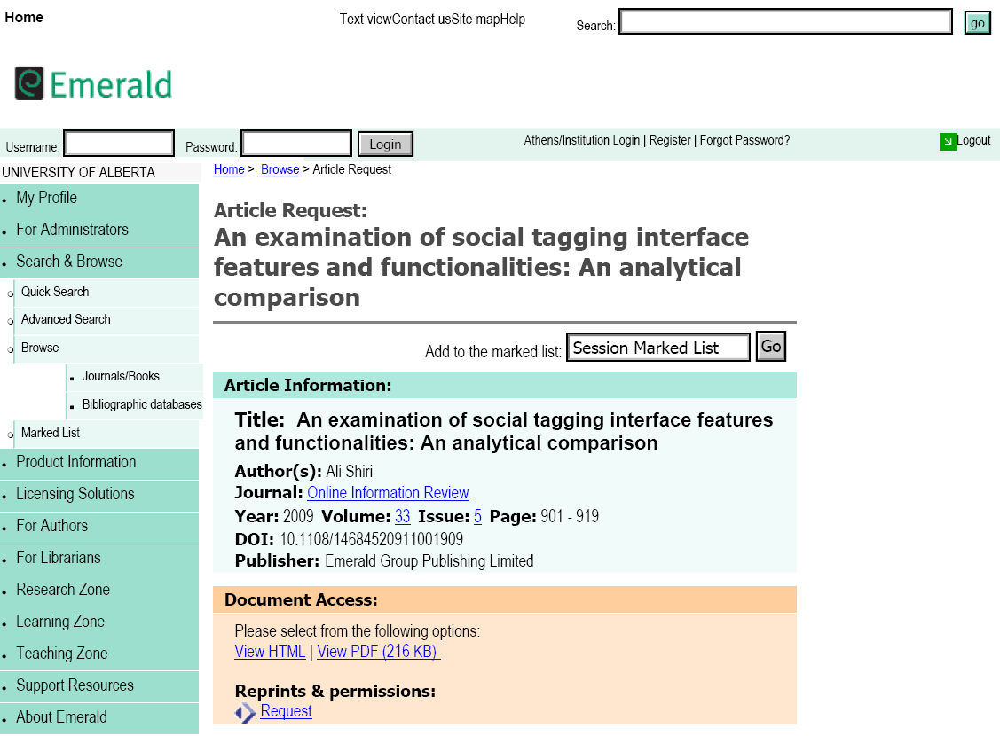 Home
Text viewContact usSite mapHelp
Search: go
Emerald
Username: Password: Login
Athens/Institution Login | Register | Forgot Password?
Logout
UNIVERSITY OF ALBERTA
My Profile
For Administrators
Search & Browse
Quick Search
Advanced Search
Browse
Journals/Books
Bibliographic databases
Marked List
Product Information
Licensing Solutions
For Authors
For Librarians
Research Zone
Learning Zone
Teaching Zone
Support Resources
About Emerald
Home > Browse > Article Request
Article Request:
An examination of social tagging interface
features and functionalities: An analytical
comparison
Add to the marked list: Session Marked List Go
Article Information:
Title: An examination of social tagging interface features
and functionalities: An analytical comparison
Author(s): Ali Shiri
Journal: Online Information Review
Year: 2009 Volume: 33 Issue: 5 Page: 901 - 919
DOI: 10.1108/14684520911001909
Publisher: Emerald Group Publishing Limited
Document Access:
Please select from the following options:
View HTML | View PDF (216 KB)
Reprints & permissions:
Request